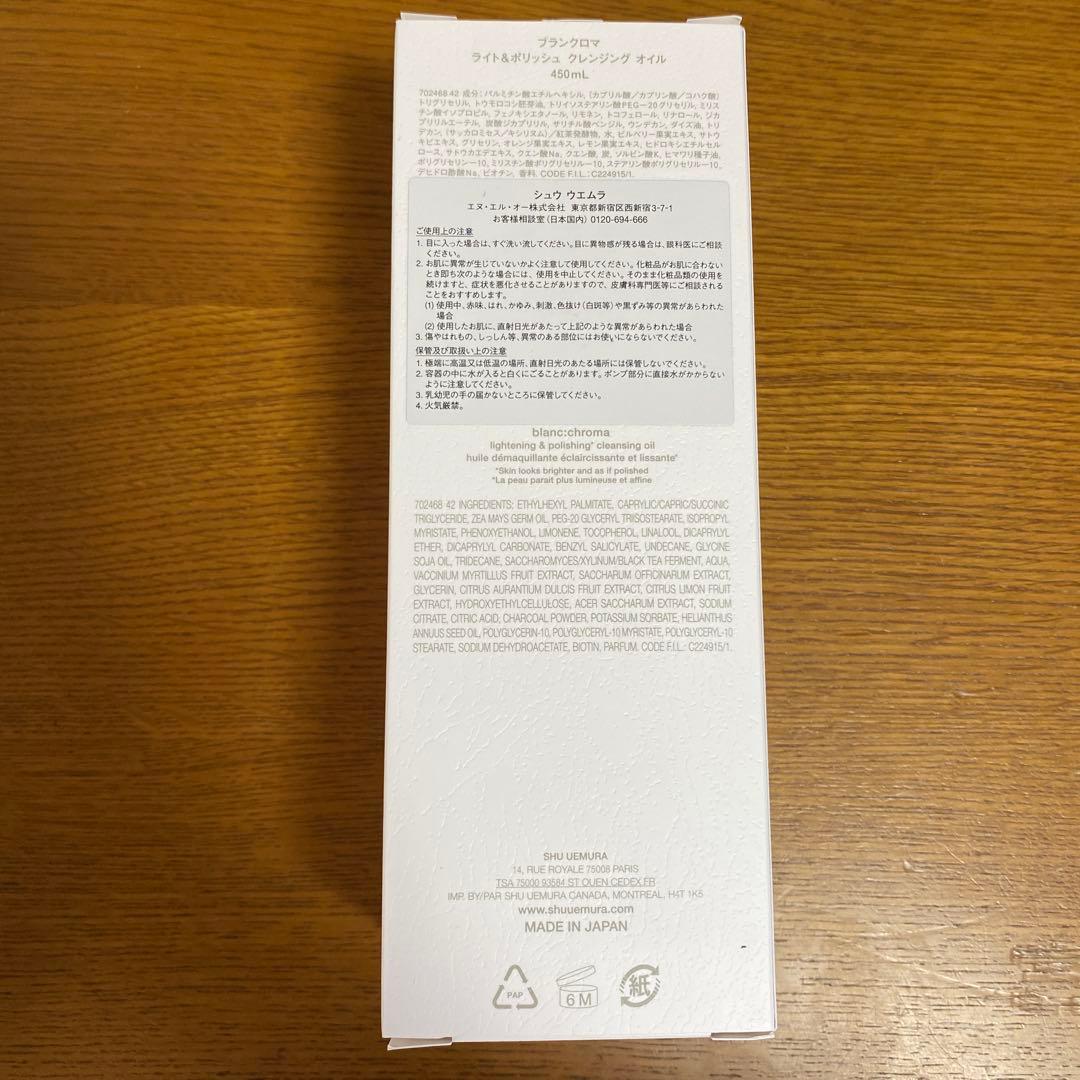 ブランクロマ
ライト&ポリッシュ クレンジング オイル
450mL
702468 42 成分：パルミチン酸エチルヘキシル、(カプリル酸／カプリン酸／コハク酸)
トリグリセリル、トウモロコシ胚芽油、トリイソステアリン酸PEG－20グリセリル、ミリス
チン酸イソプロピル、フェノキシエタノール、リモネン、トコフェロール、リナロール、ジカ
プリリルエーテル、炭酸ジカプリリル、サリチル酸ベンジル、ウンデカン、ダイズ油、トリ
デカン、(サッカロミセス／キシリヌム)／紅茶発酵物、水、ビルベリー果実エキス、サトウ
キビエキス、グリセリン、オレンジ果実エキス、レモン果実エキス、ヒドロキシエチルセル
ロース、サトウカエデエキス、クエン酸Na、クエン酸、炭、ソルビン酸K、ヒマワリ種子油、
ポリグリセリン－10、ミリスチン酸ポリグリセリル－10、ステアリン酸ポリグリセリル－10、
デヒドロ酢酸Na、ビオチン、香料. CODE F.I.L.: C224915/1.
シュウ ウエムラ
エヌ・エル・オー株式会社 東京都新宿区西新宿3-7-1
お客様相談室（日本国内）0120-694-666
ご使用上の注意
1. 目に入った場合は、すぐ洗い流してください。目に異物感が残る場合は、眼科医にご相談
ください。
2. お肌に異常が生じていないかよく注意して使用してください。化粧品がお肌に合わない
とき即ち次のような場合には、使用を中止してください。そのまま化粧品類の使用を
続けますと、症状を悪化させることがありますので、皮膚科専門医等にご相談され
ることをおすすめします。
(1) 使用中、赤味、はれ、かゆみ、刺激、色抜け（白斑等）や黒ずみ等の異常があらわれた
場合
(2) 使用したお肌に、直射日光があたって上記のような異常があらわれた場合
3. 傷やはれもの、しっしん等、異常のある部位にはお使いにならないでください。
保管及び取扱い上の注意
1. 極端に高温又は低温の場所、直射日光のあたる場所には保管しないでください。
2. 容器の中に水が入ると白くにごることがあります。ポンプ部分に直接水がかからない
ように注意してください。
3. 乳幼児の手の届かないところに保管してください。
4. 火気厳禁。
blanc:chroma
lightening & polishing* cleansing oil
huile démaquillante éclaircissante et lissante*
*Skin looks brighter and as if polished
*La peau parait plus lumineuse et affine
702468 42 INGREDIENTS: ETHYLHEXYL PALMITATE, CAPRYLIC/CAPRIC/SUCCINIC
TRIGLYCERIDE, ZEA MAYS GERM OIL, PEG-20 GLYCERYL TRIISOSTEARATE, ISOPROPYL
MYRISTATE, PHENOXYETHANOL, LIMONENE, TOCOPHEROL, LINALOOL, DICAPRYLYL
ETHER, DICAPRYLYL CARBONATE, BENZYL SALICYLATE, UNDECANE, GLYCINE
SOJA OIL, TRIDECANE, SACCHAROMYCES/XYLINUM/BLACK TEA FERMENT, AQUA,
VACCINIUM MYRTILLUS FRUIT EXTRACT, SACCHARUM OFFICINARUM EXTRACT,
GLYCERIN, CITRUS AURANTIUM DULCIS FRUIT EXTRACT, CITRUS LIMON FRUIT
EXTRACT, HYDROXYETHYLCELLULOSE, ACER SACCHARUM EXTRACT, SODIUM
CITRATE, CITRIC ACID, CHARCOAL POWDER, POTASSIUM SORBATE, HELIANTHUS
ANNUUS SEED OIL, POLYGLYCERIN-10, POLYGLYCERYL-10 MYRISTATE, POLYGLYCERYL-10
STEARATE, SODIUM DEHYDROACETATE, BIOTIN, PARFUM. CODE F.I.L.: C224915/1.
SHU UEMURA
14, RUE ROYALE 75008 PARIS
TSA 75000 93584 ST OUEN CEDEX FR
IMP. BY/PAR SHU UEMURA CANADA, MONTREAL, H4T 1K5
www.shuuemura.com
MADE IN JAPAN
PAP
6M
紙